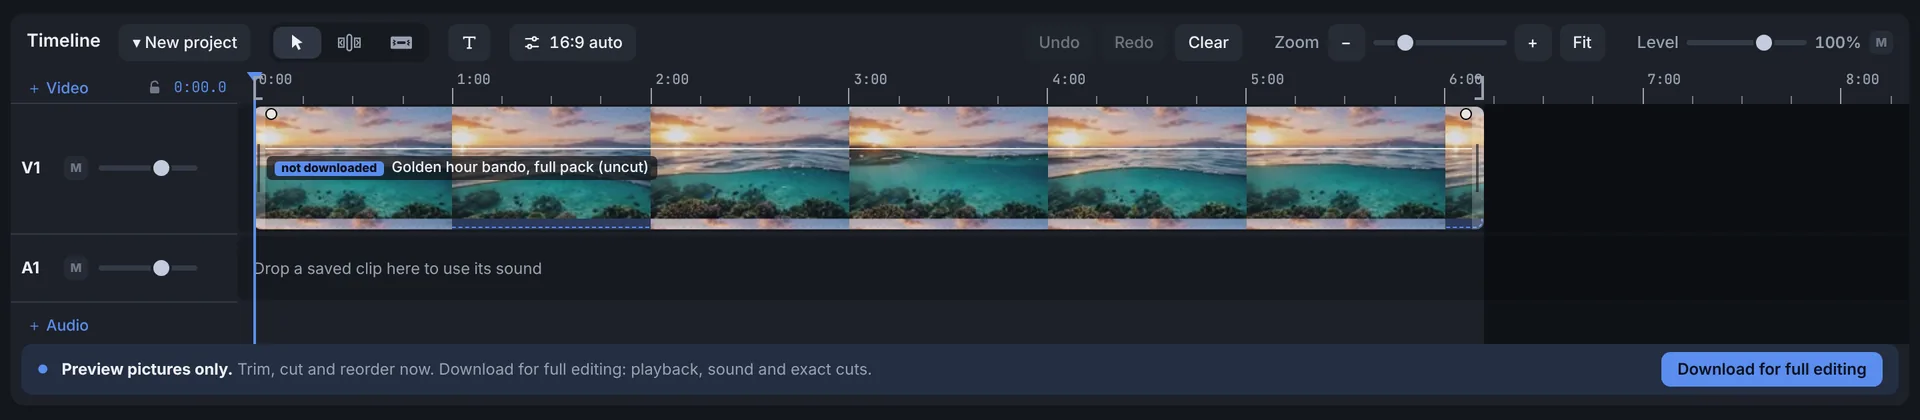 Timeline
▾ New project
T
16:9 auto
Undo
Redo
Clear
Zoom
−
+
Fit
Level
100%
M
+ Video
0:00.0
0:00
1:00
2:00
3:00
4:00
5:00
6:00
7:00
8:00
V1
M
not downloaded
Golden hour bando, full pack (uncut)
A1
M
Drop a saved clip here to use its sound
+ Audio
Preview pictures only. Trim, cut and reorder now. Download for full editing: playback, sound and exact cuts.
Download for full editing